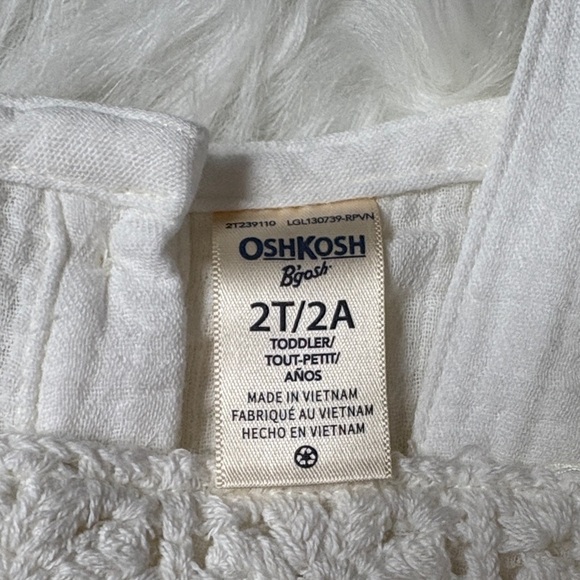 2T239110 LGL130739-RPVN
OSHKOSH
B'gosh
2T/2A
TODDLER/
TOUT-PETIT/
AÑOS
MADE IN VIETNAM
FABRIQUÉ AU VIETNAM
HECHO EN VIETNAM